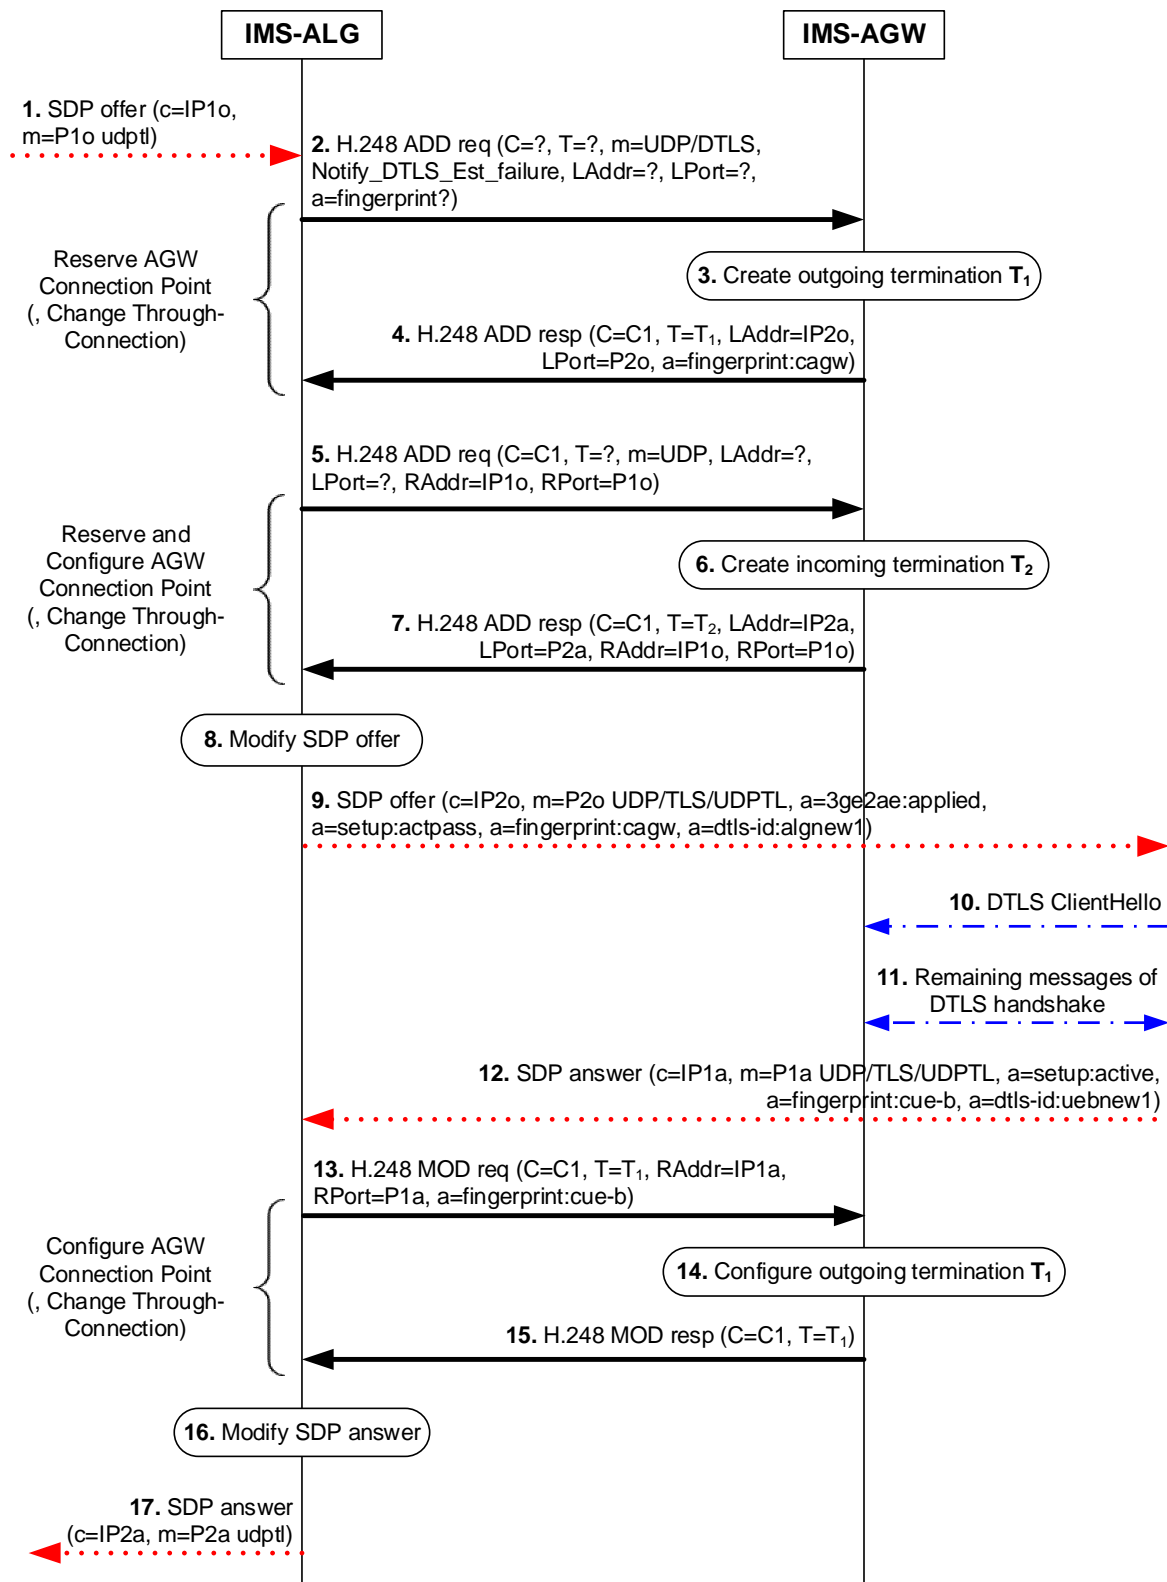 IMS-ALG
IMS-AGW
1. SDP offer (c=IP1o,
m=P1o udptl)
2. H.248 ADD req (C=?, T=?, m=UDP/DTLS,
Notify_DTLS_Est_failure, LAddr=?, LPort=?,
a=fingerprint?)
Reserve AGW
Connection Point
(, Change Through-
Connection)
3. Create outgoing termination T1
4. H.248 ADD resp (C=C1, T=T1, LAddr=IP2o,
LPort=P2o, a=fingerprint:cagw)
5. H.248 ADD req (C=C1, T=?, m=UDP, LAddr=?,
LPort=?, RAddr=IP1o, RPort=P1o)
Reserve and
Configure AGW
Connection Point
(, Change Through-
Connection)
6. Create incoming termination T2
7. H.248 ADD resp (C=C1, T=T2, LAddr=IP2a,
LPort=P2a, RAddr=IP1o, RPort=P1o)
8. Modify SDP offer
9. SDP offer (c=IP2o, m=P2o UDP/TLS/UDPTL, a=3ge2ae:applied,
a=setup:actpass, a=fingerprint:cagw, a=dtls-id:algnew1)
10. DTLS ClientHello
11. Remaining messages of
DTLS handshake
12. SDP answer (c=IP1a, m=P1a UDP/TLS/UDPTL, a=setup:active,
a=fingerprint:cue-b, a=dtls-id:uebnew1)
13. H.248 MOD req (C=C1, T=T1, RAddr=IP1a,
RPort=P1a, a=fingerprint:cue-b)
Configure AGW
Connection Point
(, Change Through-
Connection)
14. Configure outgoing termination T1
15. H.248 MOD resp (C=C1, T=T1)
16. Modify SDP answer
17. SDP answer
(c=IP2a, m=P2a udptl)